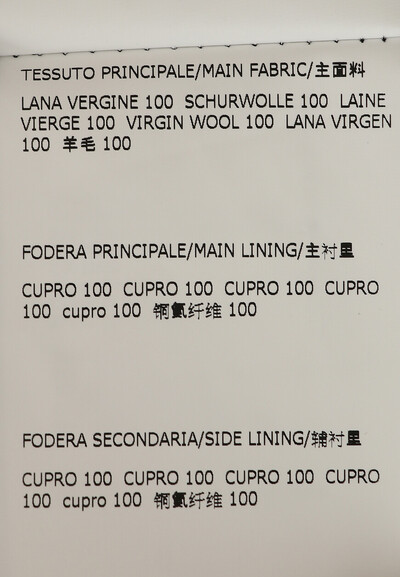 TESSUTO PRINCIPALE/MAIN FABRIC/主面料
LANA VERGINE 100 SCHURWOLLE 100 LAINE
VIERGE 100 VIRGIN WOOL 100 LANA VIRGEN
100 羊毛 100
FODERA PRINCIPALE/MAIN LINING/主衬里
CUPRO 100 CUPRO 100 CUPRO 100 CUPRO
100 cupro 100 铜氨纤维 100
FODERA SECONDARIA/SIDE LINING/辅衬里
CUPRO 100 CUPRO 100 CUPRO 100 CUPRO
100 cupro 100 铜氨纤维 100